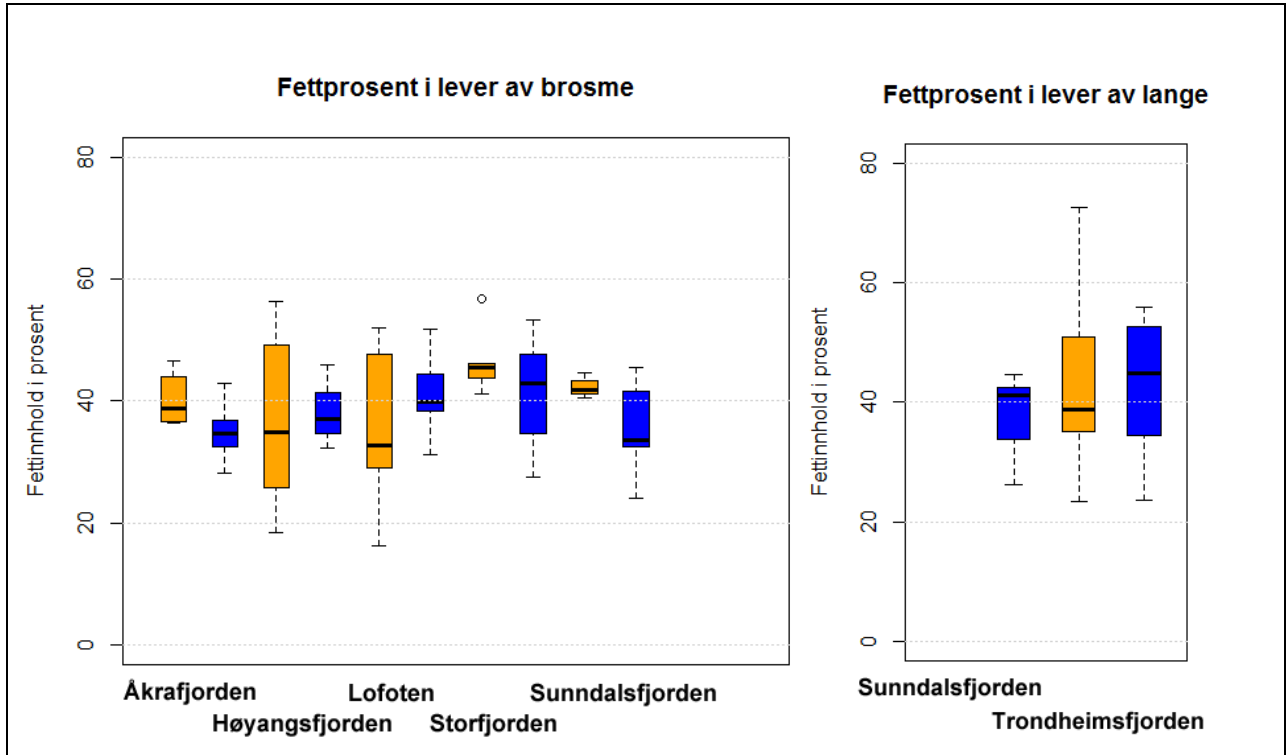 Fettprosent i lever av brosme
Fettinnhold i prosent
80
60
40
20
0
Åkrafjorden Lofoten Sunndalsfjorden
Høyangsfjorden Storfjorden
Fettprosent i lever av lange
Fettinnhold i prosent
80
60
40
20
0
Sunndalsfjorden
Trondheimsfjorden